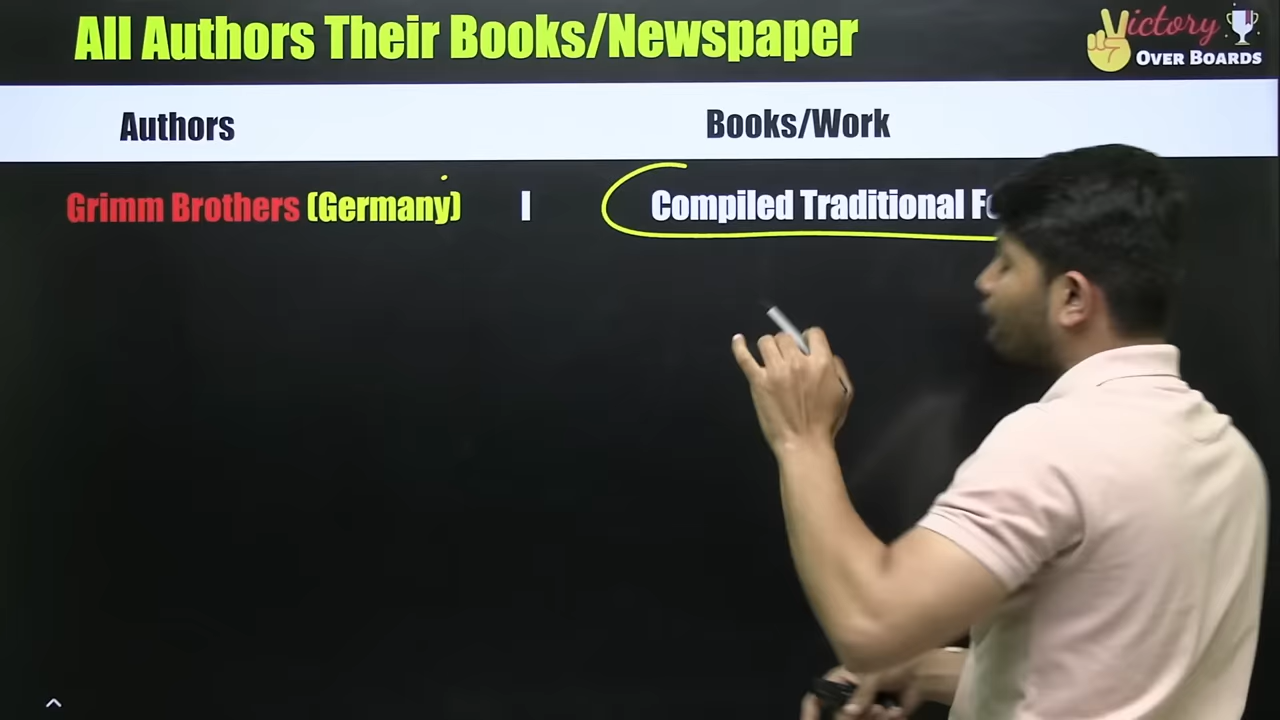 All Authors Their Books/Newspaper
Victory
OVER BOARDS
Authors
Books/Work
Grimm Brothers (Germany)
I
Compiled Traditional